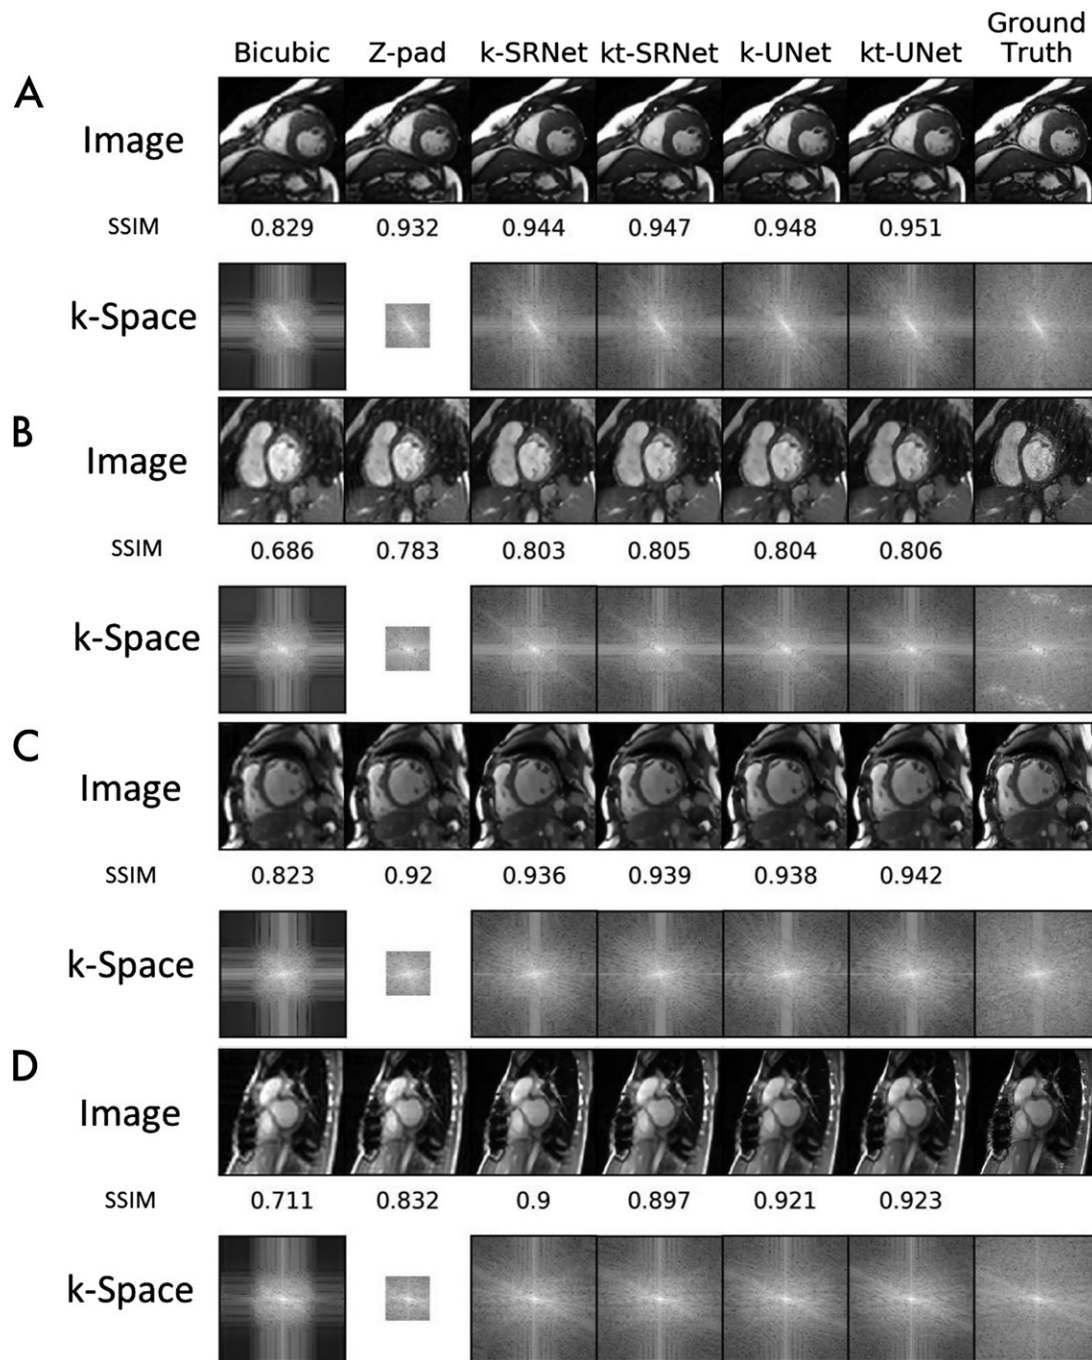 Ground
Bicubic Z-pad k-SRNet kt-SRNet k-UNet kt-UNet Truth
A
Image
SSIM 0.829 0.932 0.944 0.947 0.948 0.951
k-Space
B
Image
SSIM 0.686 0.783 0.803 0.805 0.804 0.806
k-Space
C
Image
SSIM 0.823 0.92 0.936 0.939 0.938 0.942
k-Space
D
Image
SSIM 0.711 0.832 0.9 0.897 0.921 0.923
k-Space